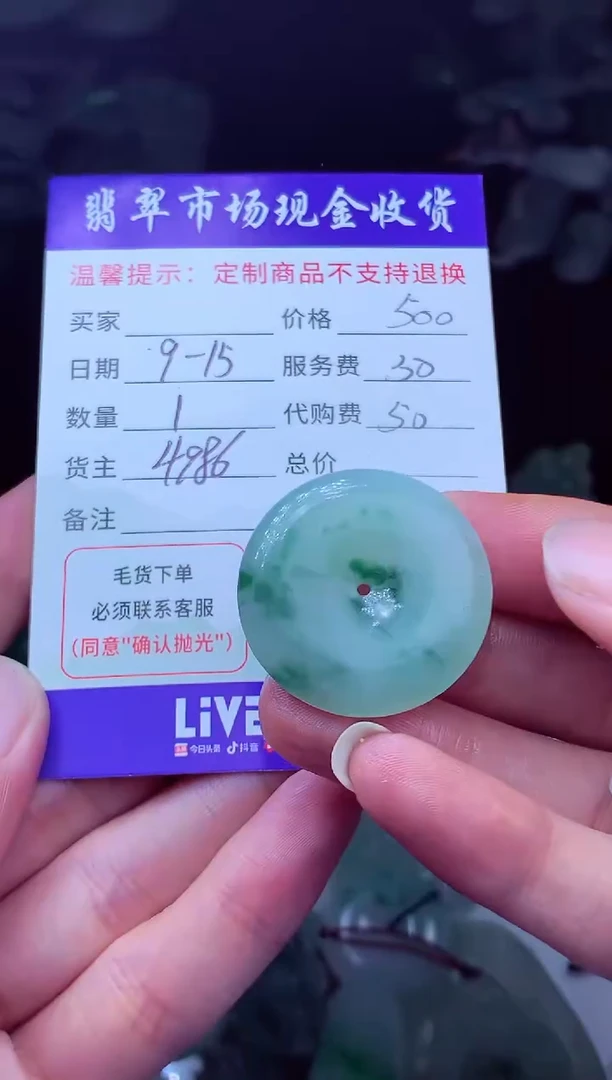 翡翠市场现金收货
温馨提示：定制商品不支持退换
买家 价格 500
日期 9-15 服务费 30
数量 1 代购费 50
货主 4986 总价
备注
毛货下单
必须联系客服
(同意"确认抛光")
LiVE
今日头条 抖音